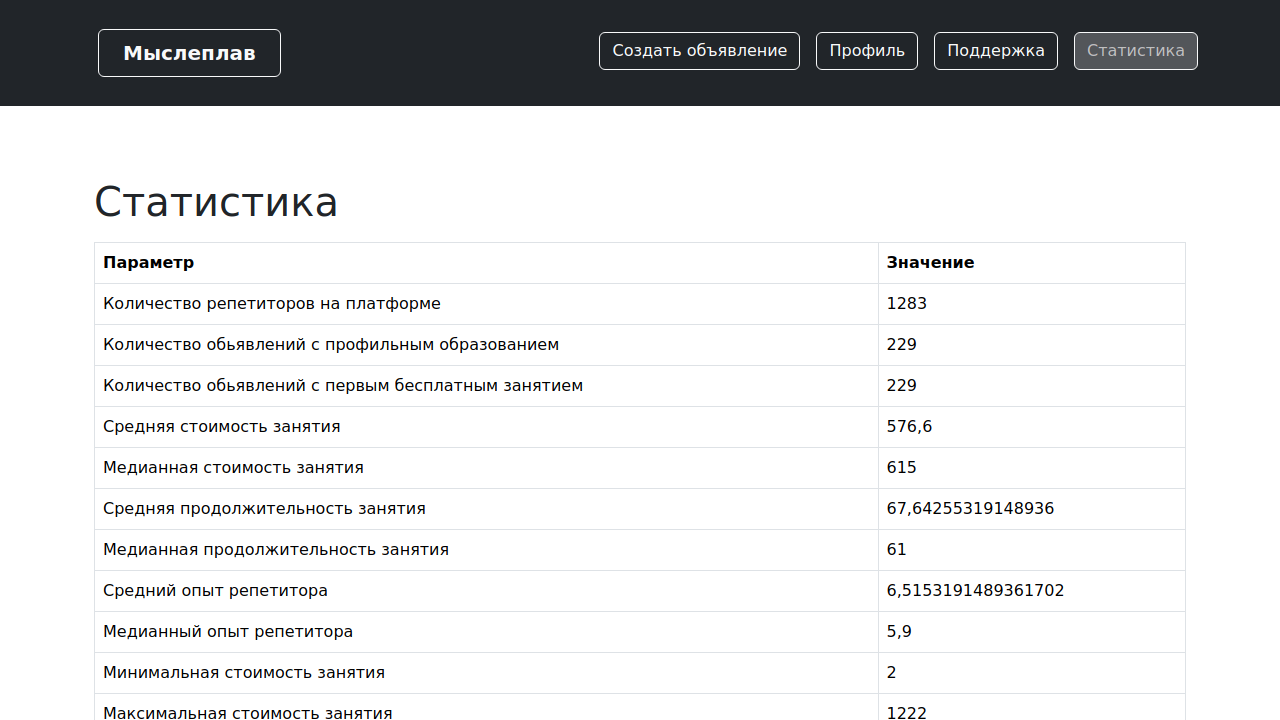 Мыслеплав
Создать объявление
Профиль
Поддержка
Статистика
Статистика
Параметр Значение
Количество репетиторов на платформе 1283
Количество обьявлений с профильным образованием 229
Количество обьявлений с первым бесплатным занятием 229
Средняя стоимость занятия 576,6
Медианная стоимость занятия 615
Средняя продолжительность занятия 67,64255319148936
Медианная продолжительность занятия 61
Средний опыт репетитора 6,5153191489361702
Медианный опыт репетитора 5,9
Минимальная стоимость занятия 2
Максимальная стоимость занятия 1222